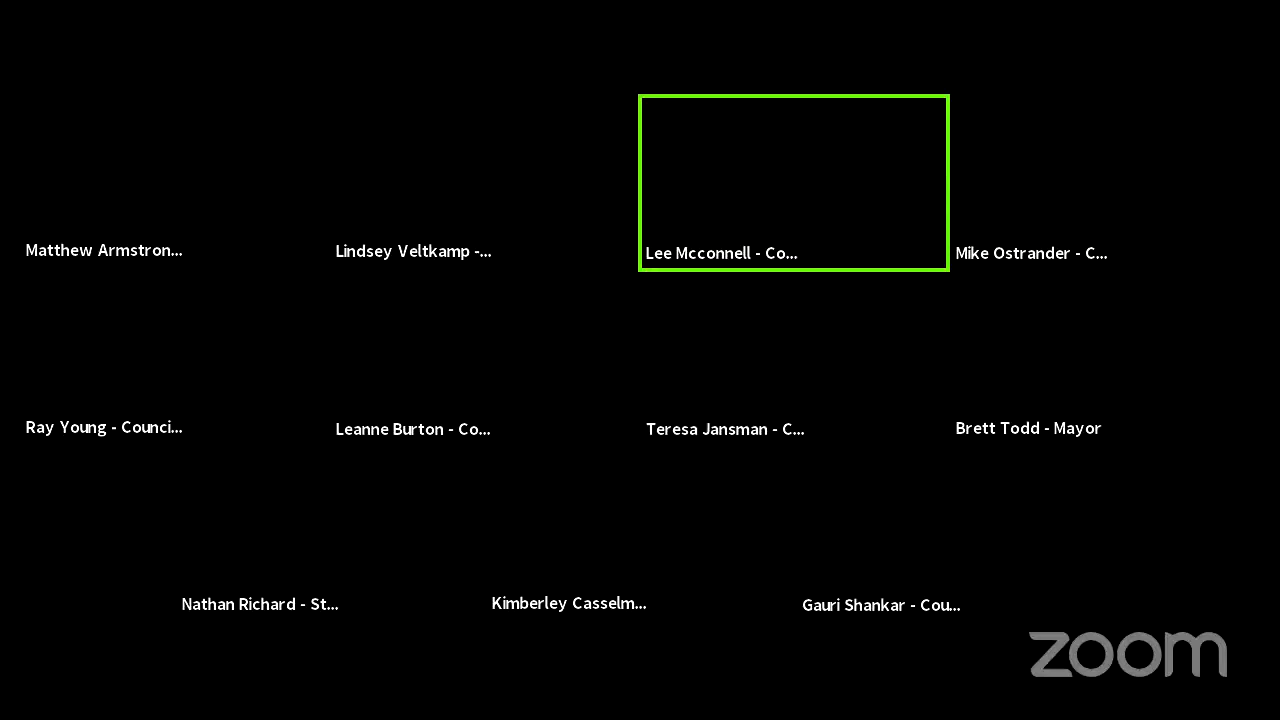 Matthew Armstron...
Lindsey Veltkamp -...
Lee Mcconnell - Co...
Mike Ostrander - C...
Ray Young - Counci...
Leanne Burton - Co...
Teresa Jansman - C...
Brett Todd - Mayor
Nathan Richard - St...
Kimberley Casselm...
Gauri Shankar - Cou...
zoom